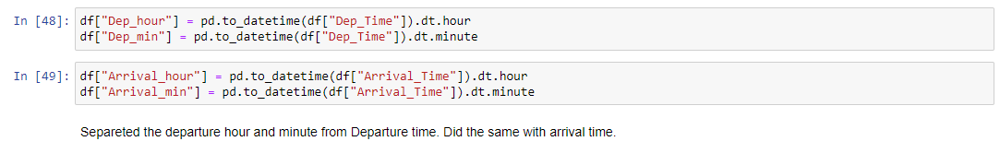 In [48]: df["Dep_hour"] = pd.to_datetime(df["Dep_Time"]).dt.hour
df["Dep_min"] = pd.to_datetime(df["Dep_Time"]).dt.minute
In [49]: df["Arrival_hour"] = pd.to_datetime(df["Arrival_Time"]).dt.hour
df["Arrival_min"] = pd.to_datetime(df["Arrival_Time"]).dt.minute
Separeted the departure hour and minute from Departure time. Did the same with arrival time.